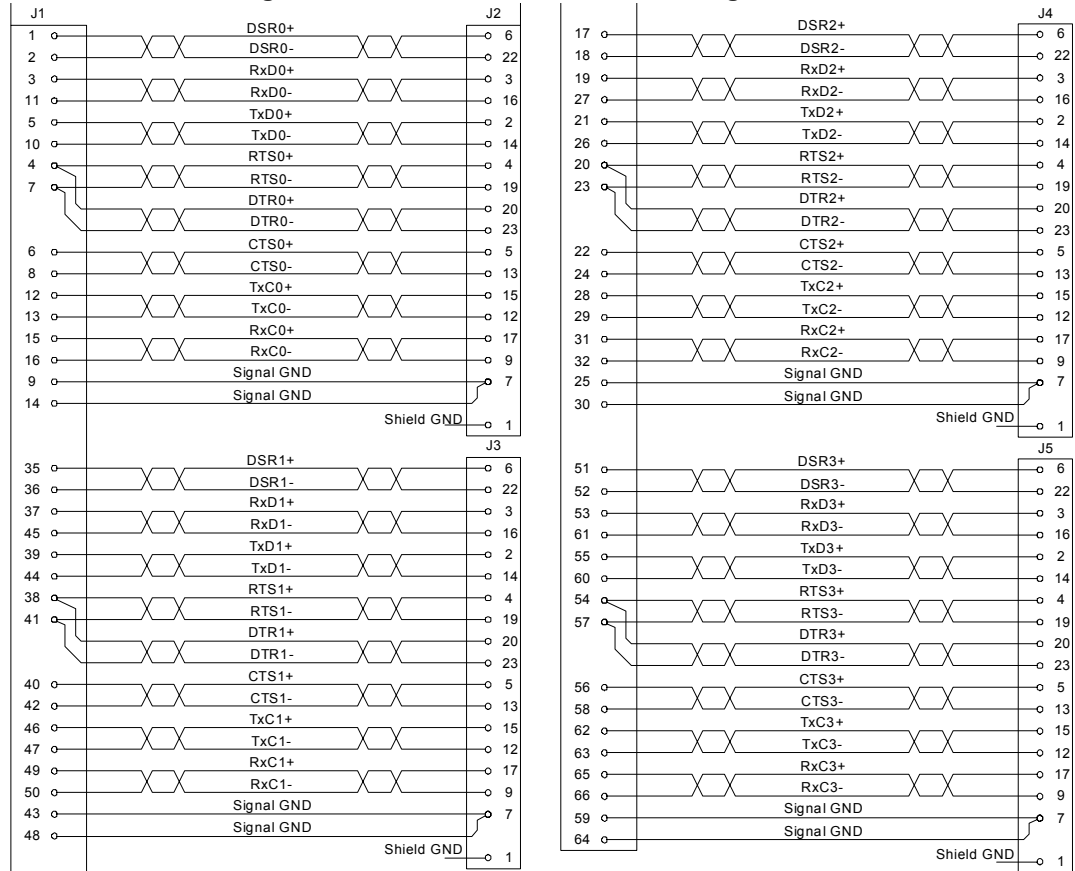 J1 J2
1 DSR0+ 6
2 DSR0- 22
3 RxD0+ 3
11 RxD0- 16
5 TxD0+ 2
10 TxD0- 14
4 RTS0+ 4
7 RTS0- 19
DTR0+ 20
DTR0- 23
6 CTS0+ 5
8 CTS0- 13
12 TxC0+ 15
13 TxC0- 12
15 RxC0+ 17
16 RxC0- 9
9 Signal GND 7
14 Signal GND
Shield GND 1
J3
35 DSR1+ 6
36 DSR1- 22
37 RxD1+ 3
45 RxD1- 16
39 TxD1+ 2
44 TxD1- 14
38 RTS1+ 4
41 RTS1- 19
DTR1+ 20
DTR1- 23
40 CTS1+ 5
42 CTS1- 13
46 TxC1+ 15
47 TxC1- 12
49 RxC1+ 17
50 RxC1- 9
43 Signal GND 7
48 Signal GND
Shield GND 1
J4
17 DSR2+ 6
18 DSR2- 22
19 RxD2+ 3
27 RxD2- 16
21 TxD2+ 2
26 TxD2- 14
20 RTS2+ 4
23 RTS2- 19
DTR2+ 20
DTR2- 23
22 CTS2+ 5
24 CTS2- 13
28 TxC2+ 15
29 TxC2- 12
31 RxC2+ 17
32 RxC2- 9
25 Signal GND 7
30 Signal GND
Shield GND 1
J5
51 DSR3+ 6
52 DSR3- 22
53 RxD3+ 3
61 RxD3- 16
55 TxD3+ 2
60 TxD3- 14
54 RTS3+ 4
57 RTS3- 19
DTR3+ 20
DTR3- 23
56 CTS3+ 5
58 CTS3- 13
62 TxC3+ 15
63 TxC3- 12
65 RxC3+ 17
66 RxC3- 9
59 Signal GND 7
64 Signal GND
Shield GND 1